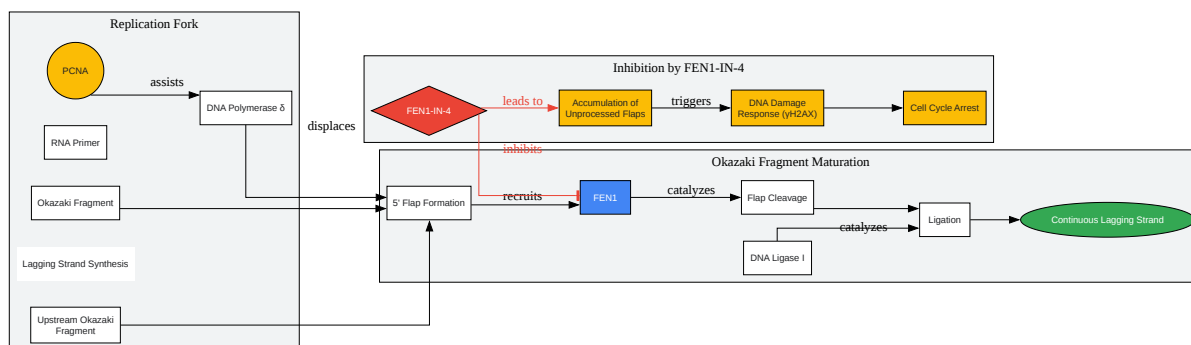 Replication Fork
PCNA
assists
DNA Polymerase δ
RNA Primer
Okazaki Fragment
Lagging Strand Synthesis
Upstream Okazaki
Fragment
displaces
Inhibition by FEN1-IN-4
FEN1-IN-4
leads to
Accumulation of
Unprocessed Flaps
triggers
DNA Damage
Response (γH2AX)
Cell Cycle Arrest
inhibits
Okazaki Fragment Maturation
5' Flap Formation
recruits
FEN1
catalyzes
Flap Cleavage
DNA Ligase I
catalyzes
Ligation
Continuous Lagging Strand